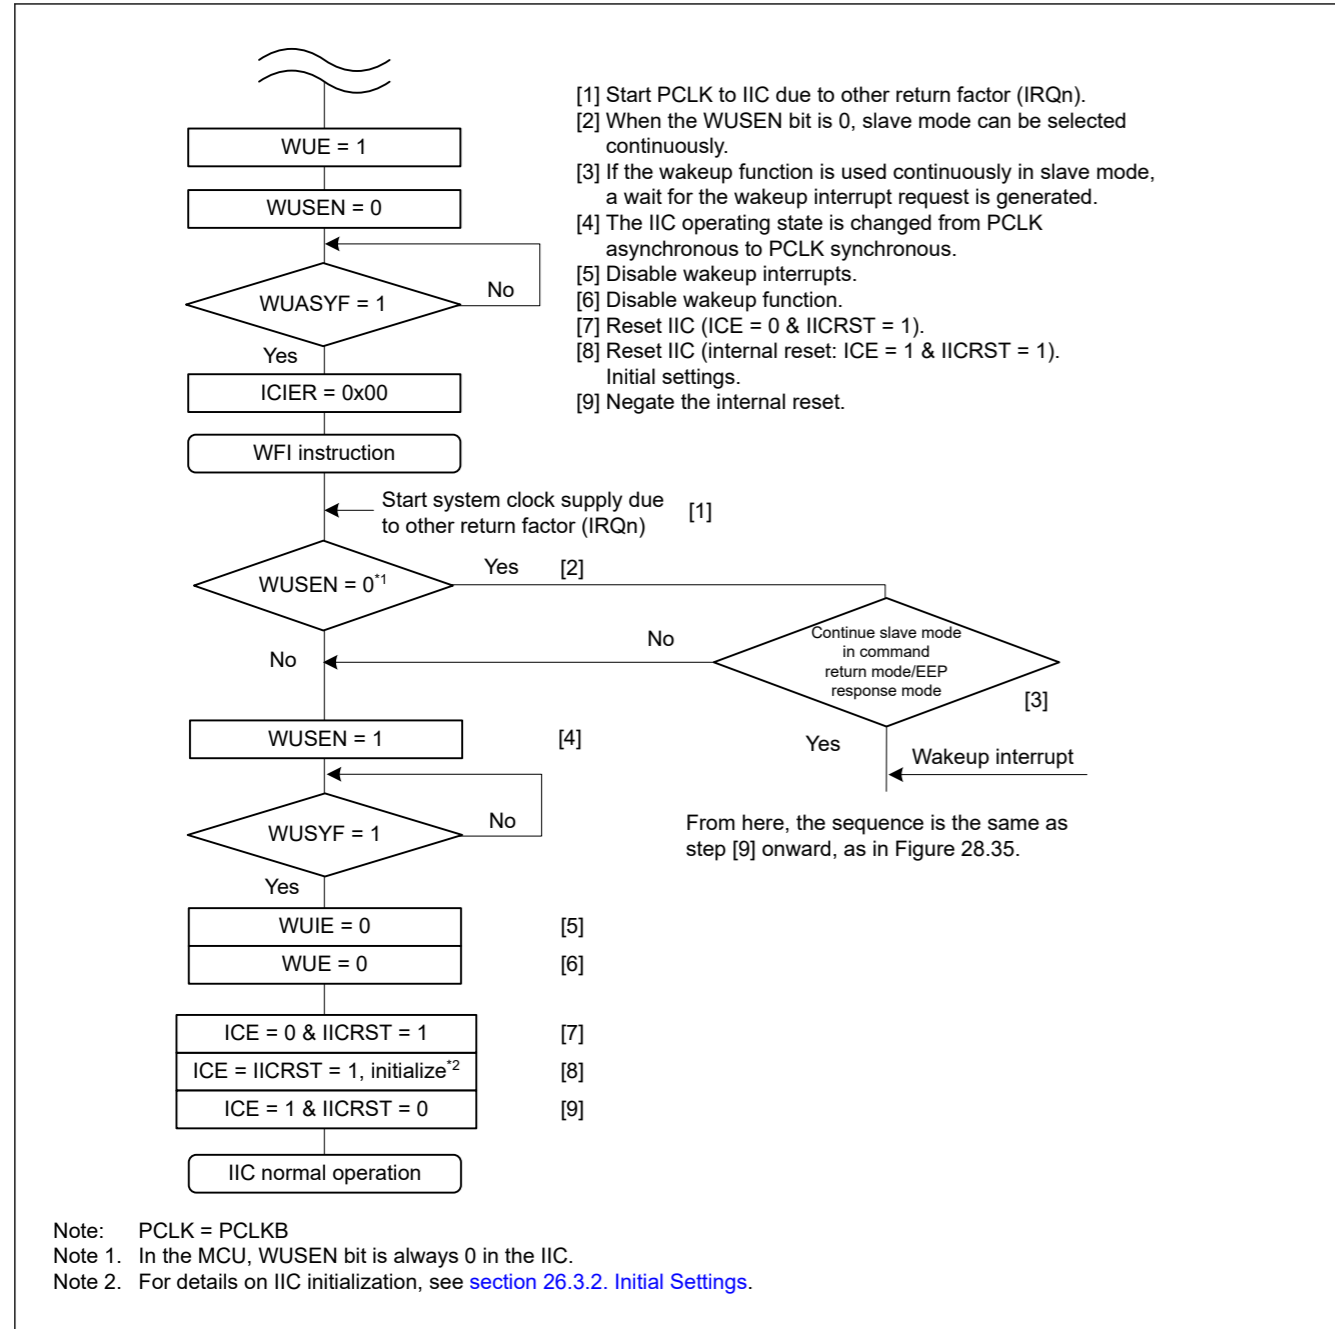 WUE = 1
WUSEN = 0
WUASYF = 1
No
Yes
ICIER = 0x00
WFI instruction
Start system clock supply due
to other return factor (IRQn)
[1]
WUSEN = 0*1
Yes
[2]
No
Continue slave mode
in command
return mode/EEP
response mode
[3]
No
Yes
Wakeup interrupt
From here, the sequence is the same as
step [9] onward, as in Figure 28.35.
WUSEN = 1
[4]
WUSYF = 1
No
Yes
WUIE = 0
[5]
WUE = 0
[6]
ICE = 0 & IICRST = 1
[7]
ICE = IICRST = 1, initialize*2
[8]
ICE = 1 & IICRST = 0
[9]
IIC normal operation
[1] Start PCLK to IIC due to other return factor (IRQn).
[2] When the WUSEN bit is 0, slave mode can be selected
continuously.
[3] If the wakeup function is used continuously in slave mode,
a wait for the wakeup interrupt request is generated.
[4] The IIC operating state is changed from PCLK
asynchronous to PCLK synchronous.
[5] Disable wakeup interrupts.
[6] Disable wakeup function.
[7] Reset IIC (ICE = 0 & IICRST = 1).
[8] Reset IIC (internal reset: ICE = 1 & IICRST = 1).
Initial settings.
[9] Negate the internal reset.
Note: PCLK = PCLKB
Note 1. In the MCU, WUSEN bit is always 0 in the IIC.
Note 2. For details on IIC initialization, see section 26.3.2. Initial Settings.